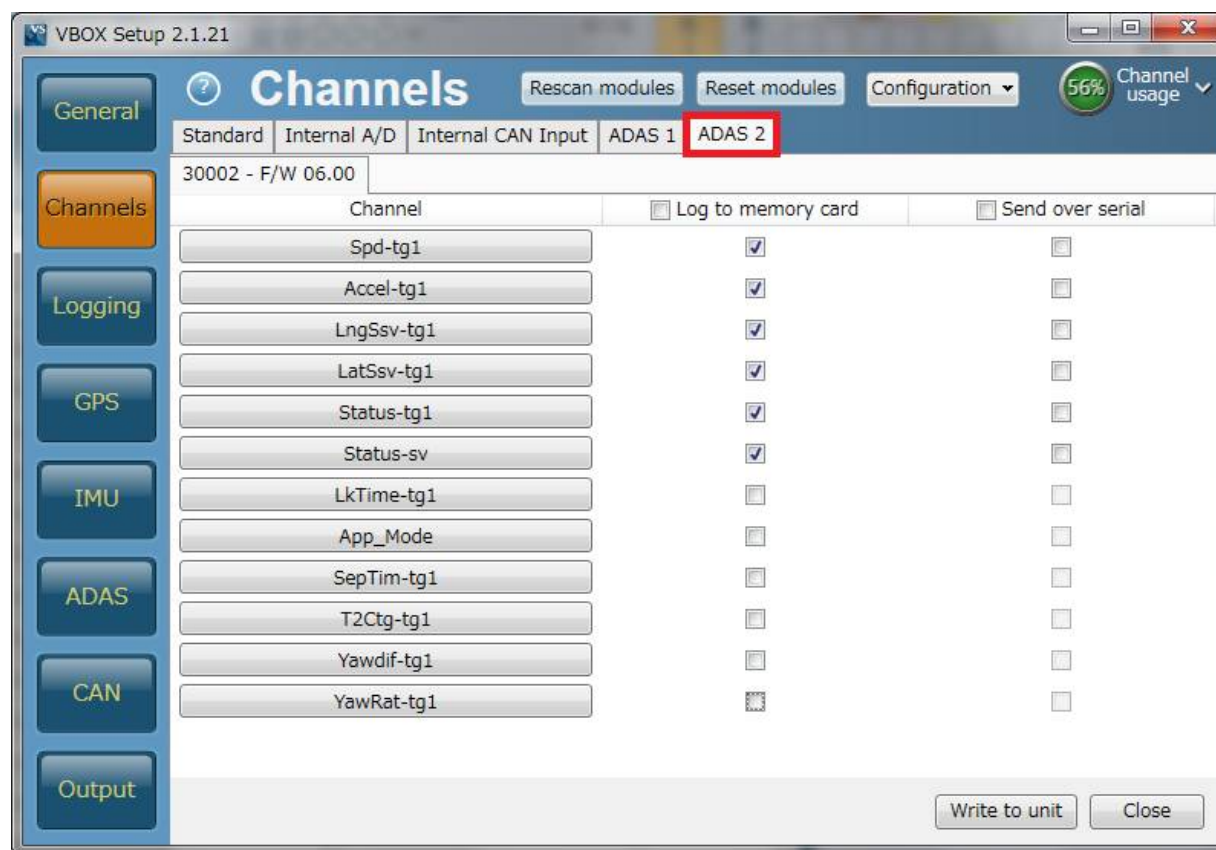 VBOX Setup 2.1.21
General
Channels
Logging
GPS
IMU
ADAS
CAN
Output
? Channels Rescan modules Reset modules Configuration 56% Channel usage
Standard Internal A/D Internal CAN Input ADAS 1 ADAS 2
30002 - F/W 06.00
Channel Log to memory card Send over serial
Spd-tg1
Accel-tg1
LngSsv-tg1
LatSsv-tg1
Status-tg1
Status-sv
LkTime-tg1
App_Mode
SepTim-tg1
T2Ctg-tg1
Yawdif-tg1
YawRat-tg1
Write to unit Close